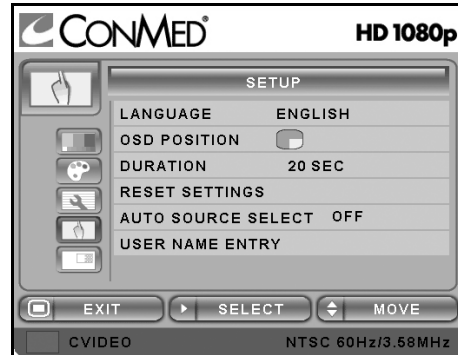 CONMED®
HD 1080p
SETUP
LANGUAGE ENGLISH
OSD POSITION
DURATION 20 SEC
RESET SETTINGS
AUTO SOURCE SELECT OFF
USER NAME ENTRY
EXIT SELECT MOVE
CVIDEO NTSC 60Hz/3.58MHz